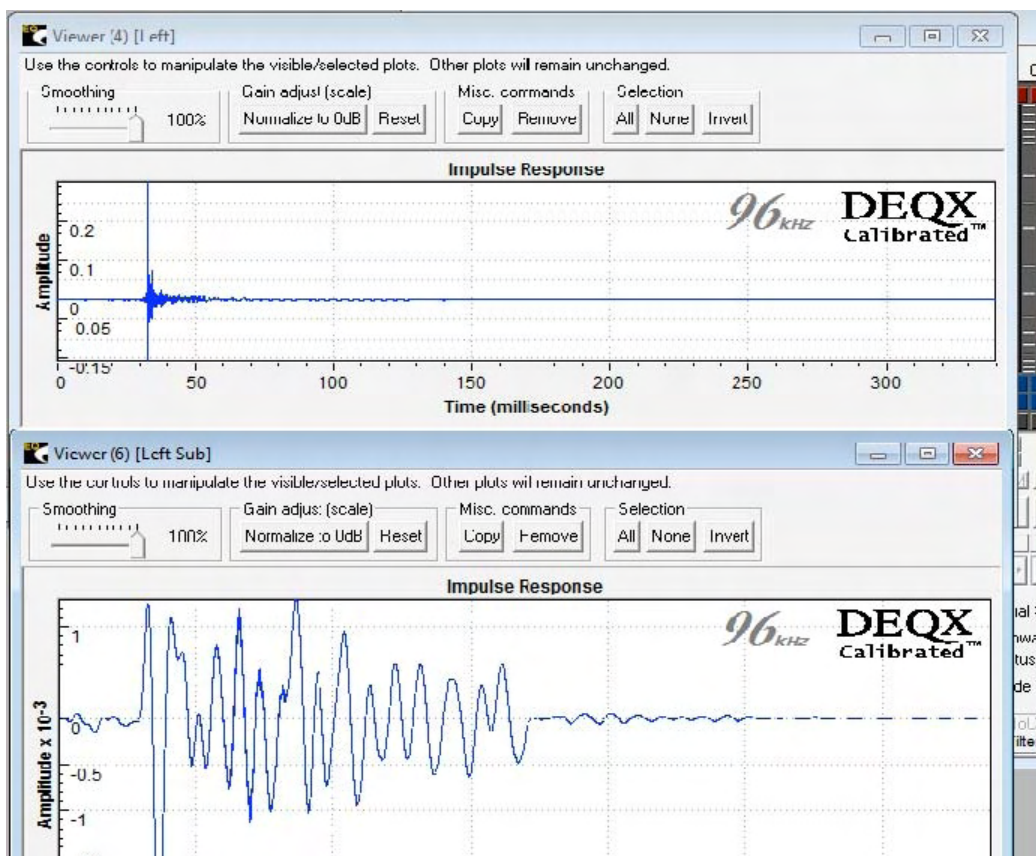 Viewer (4) [Left]
Use the controls to manipulate the visible/selected plots. Other plots will remain unchanged.
Smoothing
100%
Gain adjust (scale)
Normalize to 0dB
Reset
Misc. commands
Copy
Remove
Selection
All
None
Invert
Impulse Response
96 kHz
DEQX
Calibrated™
Amplitude
0.2
0.1
0
0.05
-0.15
0 50 100 150 200 250 300
Time (milliseconds)
Viewer (6) [Left Sub]
Use the controls to manipulate the visible/selected plots. Other plots will remain unchanged.
Smoothing
100%
Gain adjust (scale)
Normalize to 0dB
Reset
Misc. commands
Copy
Remove
Selection
All
None
Invert
Impulse Response
96 kHz
DEQX
Calibrated™
Amplitude x 10-3
1
0
-0.5
-1